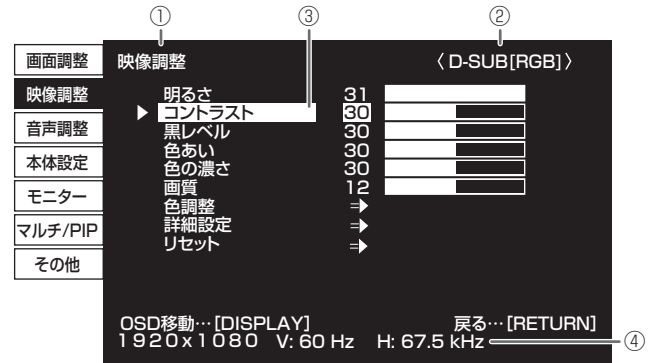 ① ③ ②
画面調整
映像調整
音声調整
本体設定
モニター
マルチ/PIP
その他
映像調整 〈D-SUB[RGB]〉
明るさ 31
コントラスト 30
黒レベル 30
色あい 30
色の濃さ 30
画質 12
色調整
詳細設定
リセット
OSD移動…[DISPLAY] 戻る…[RETURN]
1920x1080 V: 60 Hz H: 67.5 kHz ④